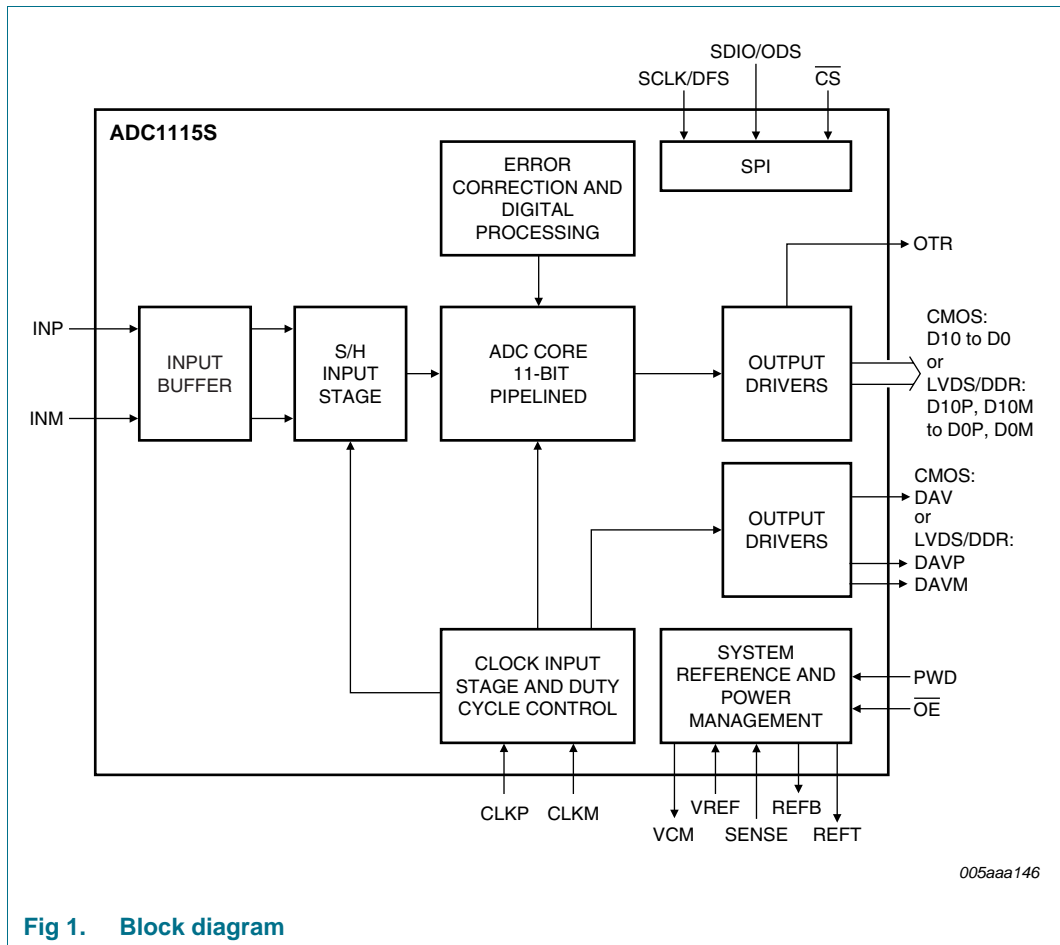 SDIO/ODS
SCLK/DFS
C̅S̅
ADC1115S
ERROR
CORRECTION AND
DIGITAL
PROCESSING
SPI
OTR
INP
INM
INPUT
BUFFER
S/H
INPUT
STAGE
ADC CORE
11-BIT
PIPELINED
OUTPUT
DRIVERS
CMOS:
D10 to D0
or
LVDS/DDR:
D10P, D10M
to D0P, D0M
OUTPUT
DRIVERS
CMOS:
DAV
or
LVDS/DDR:
DAVP
DAVM
CLOCK INPUT
STAGE AND DUTY
CYCLE CONTROL
SYSTEM
REFERENCE AND
POWER
MANAGEMENT
PWD
O̅E̅
CLKP
CLKM
VCM
VREF
SENSE
REFB
REFT
005aaa146
Fig 1. Block diagram